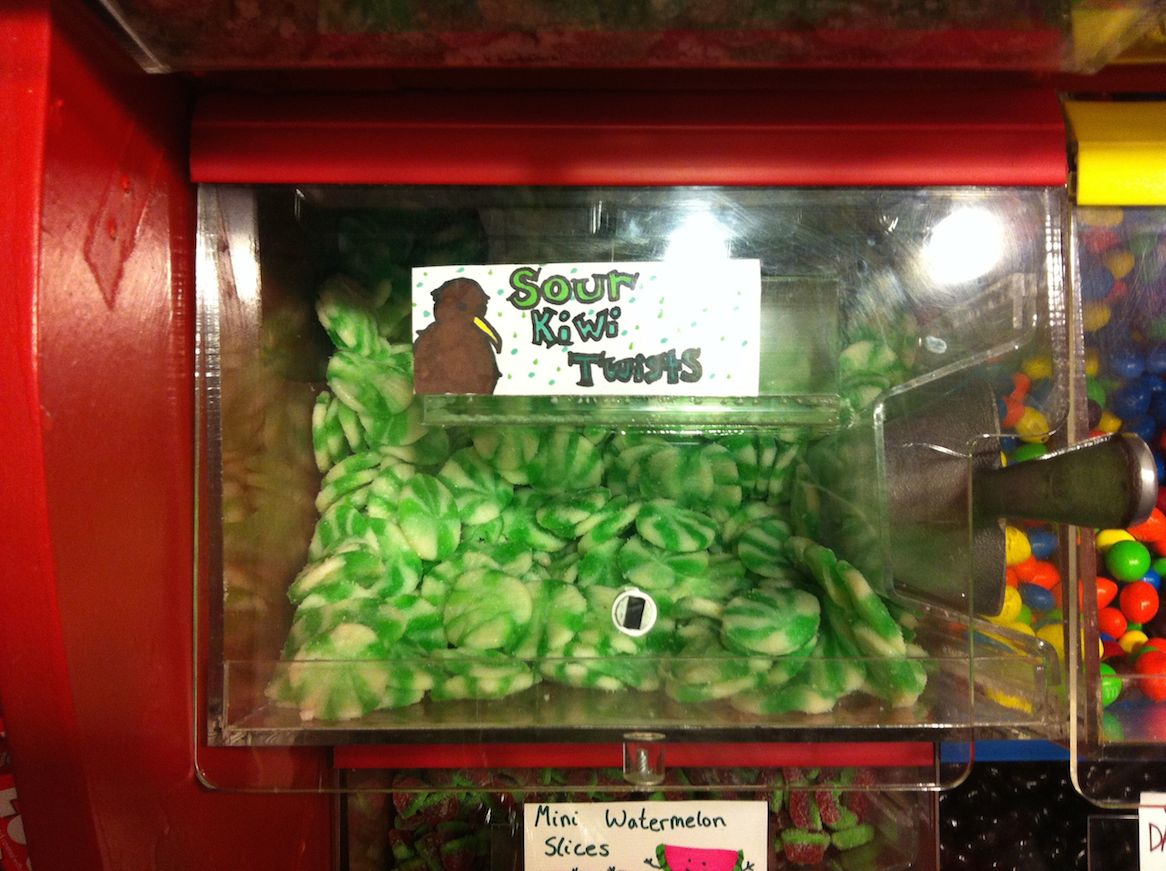 Sour
Kiwi
Twists
Mini Watermelon
Slices